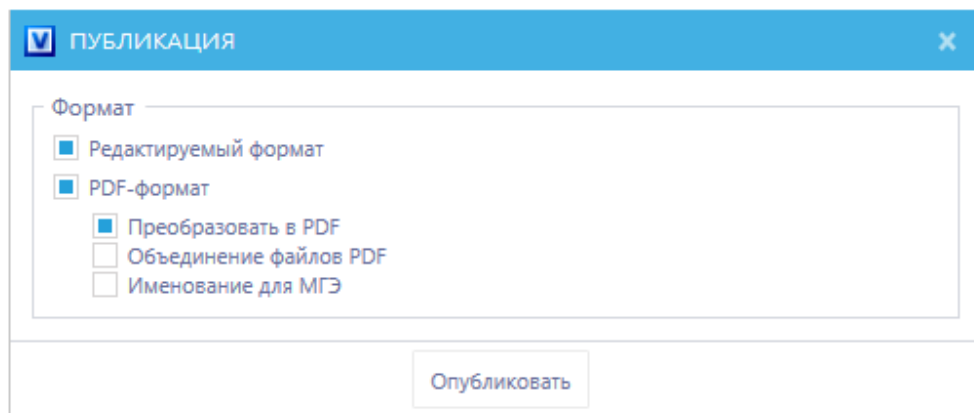 V ПУБЛИКАЦИЯ ×
Формат
Редактируемый формат
PDF-формат
Преобразовать в PDF
Объединение файлов PDF
Именование для МГЭ
Опубликовать